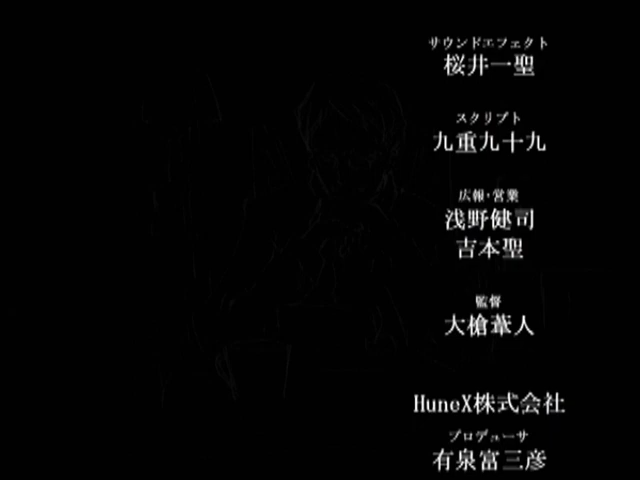 サウンドエフェクト
桜井一聖
スクリプト
九重九十九
広報・営業
浅野健司
吉本聖
監督
大槍葦人
HuneX株式会社
プロデューサ
有泉富三彦